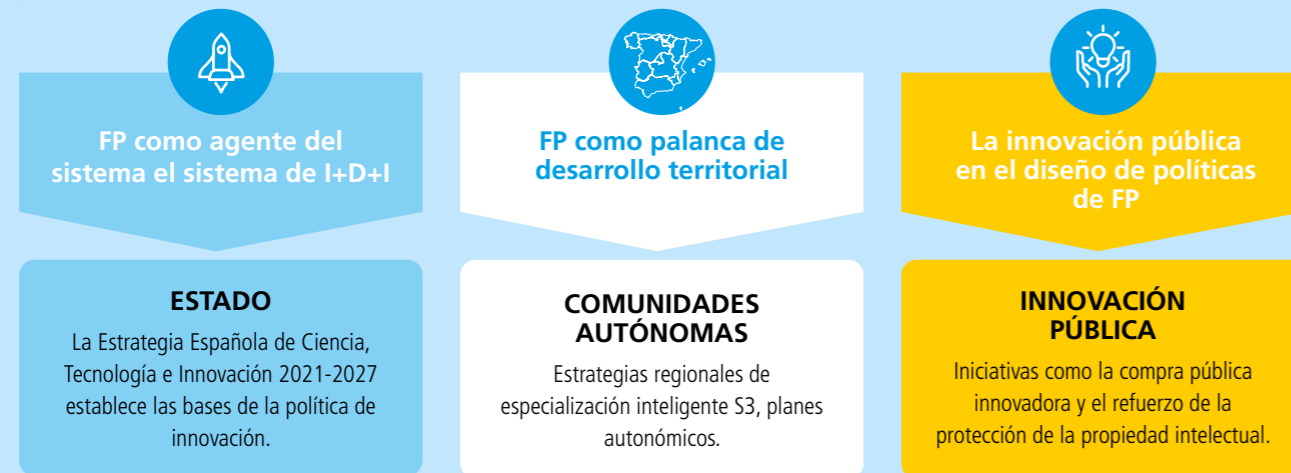 FP como agente del
sistema el sistema de I+D+I
ESTADO
La Estrategia Española de Ciencia,
Tecnología e Innovación 2021-2027
establece las bases de la política de
innovación.
FP como palanca de
desarrollo territorial
COMUNIDADES
AUTÓNOMAS
Estrategias regionales de
especialización inteligente S3, planes
autonómicos.
La innovación pública
en el diseño de políticas
de FP
INNOVACIÓN
PÚBLICA
Iniciativas como la compra pública
innovadora y el refuerzo de la
protección de la propiedad intelectual.